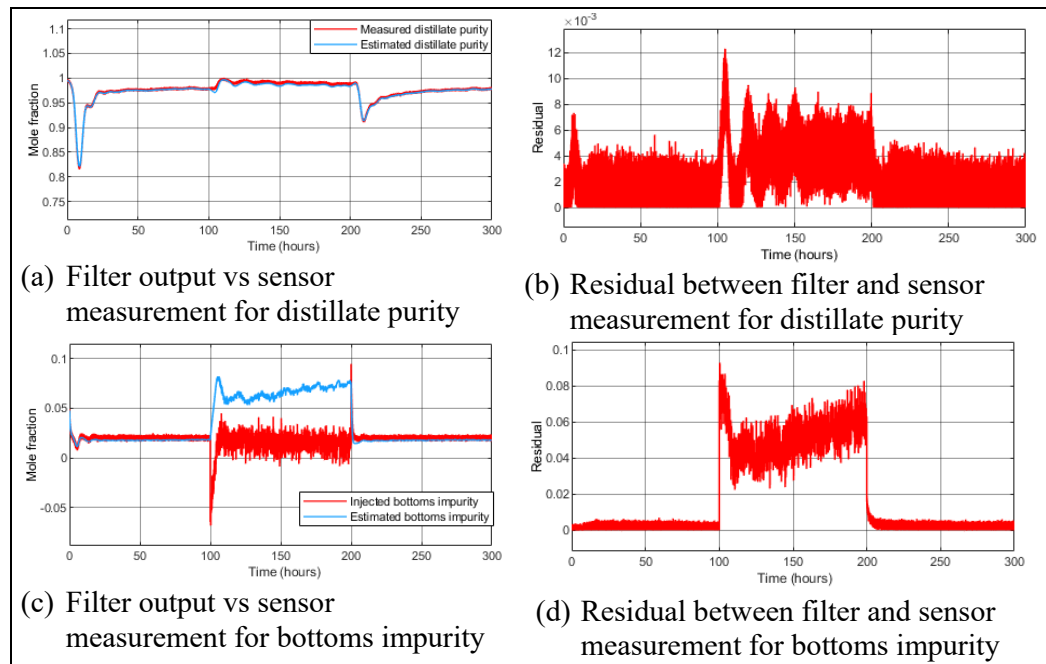 1.1
1.05
1
0.95
0.9
0.85
0.8
0.75
Mole fraction
Measured distillate purity
Estimated distillate purity
0 50 100 150 200 250 300
Time (hours)
(a) Filter output vs sensor
measurement for distillate purity
×10⁻³
12
10
8
6
4
2
0
Residual
0 50 100 150 200 250 300
Time (hours)
(b) Residual between filter and sensor
measurement for distillate purity
0.1
0.05
0
-0.05
Mole fraction
Injected bottoms impurity
Estimated bottoms impurity
0 50 100 150 200 250 300
Time (hours)
(c) Filter output vs sensor
measurement for bottoms impurity
0.1
0.08
0.06
0.04
0.02
0
Residual
0 50 100 150 200 250 300
Time (hours)
(d) Residual between filter and sensor
measurement for bottoms impurity